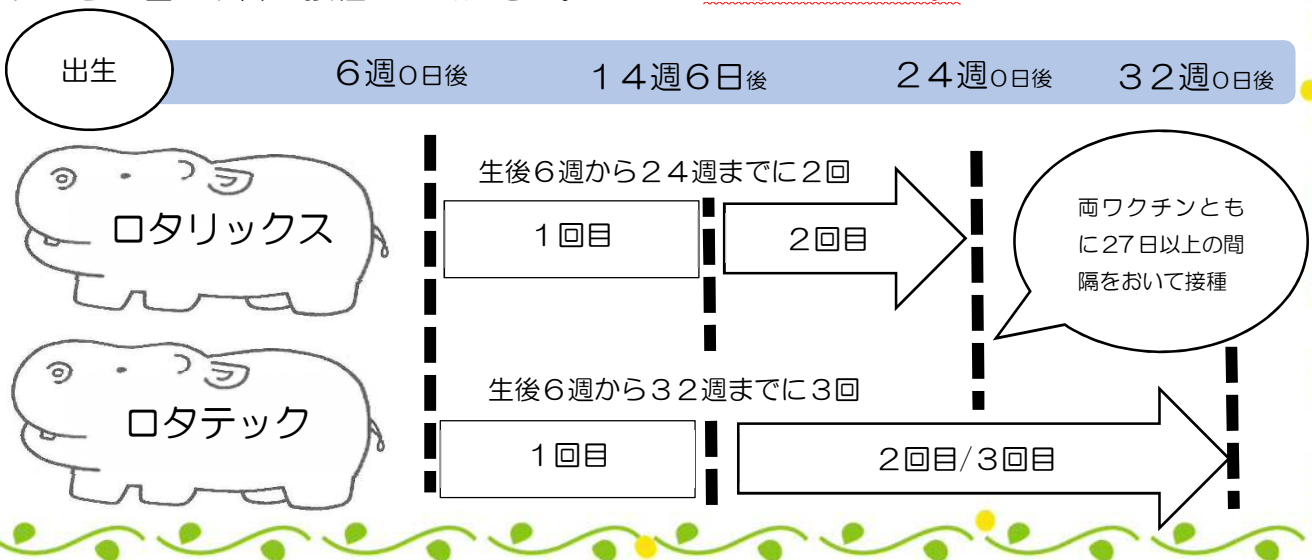 出生
6週0日後
14週6日後
24週0日後
32週0日後
生後6週から24週までに2回
ロタリックス
1回目
2回目
両ワクチンとも
に27日以上の間
隔をおいて接種
生後6週から32週までに3回
ロタテック
1回目
2回目/3回目